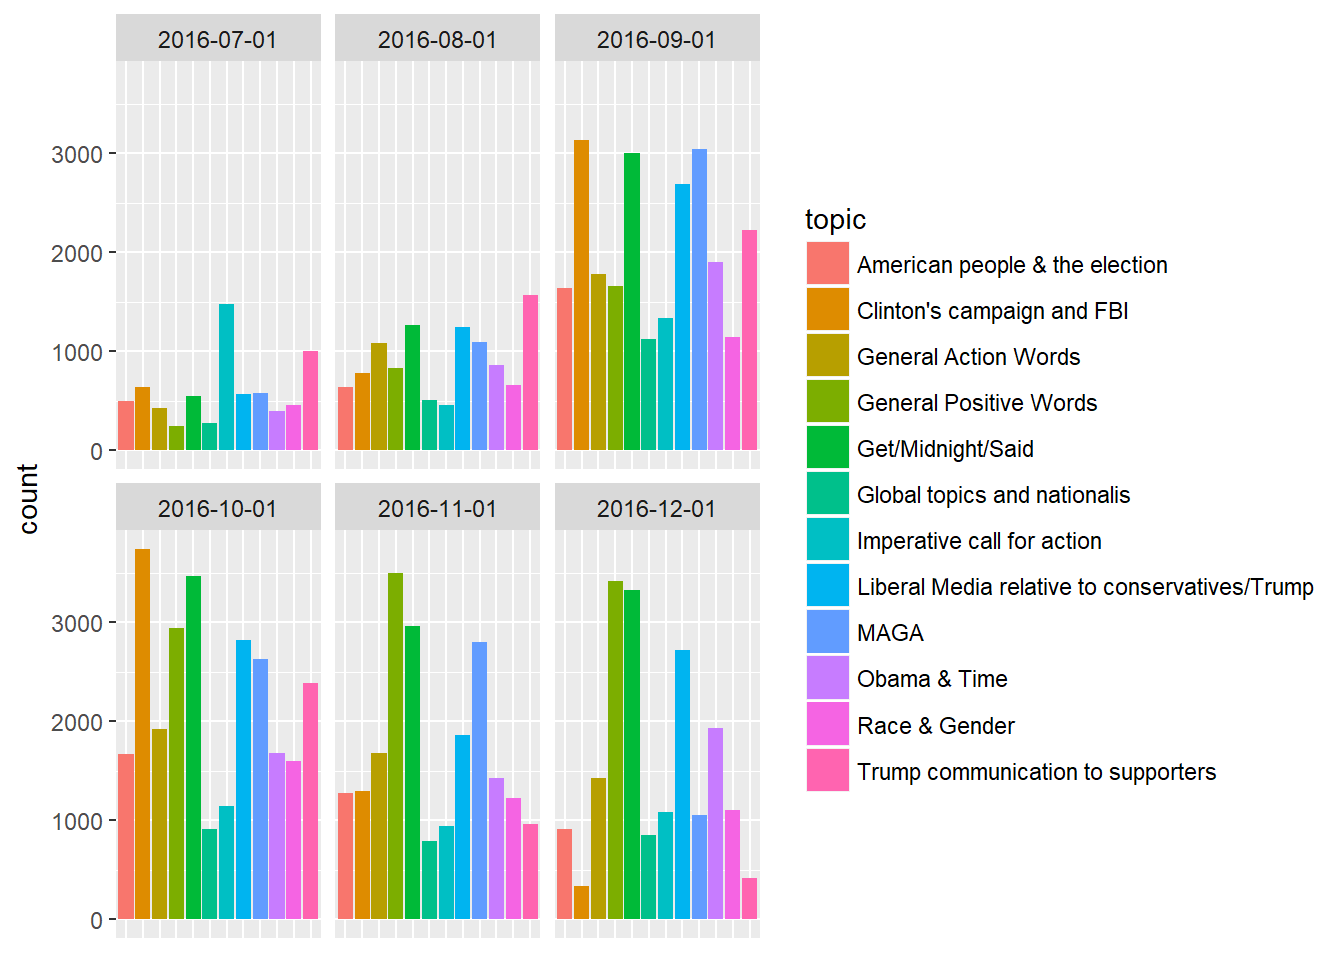 2016-07-01
2016-08-01
2016-09-01
3000
2000
1000
0
count
2016-10-01
2016-11-01
2016-12-01
3000
2000
1000
0
topic
American people & the election
Clinton's campaign and FBI
General Action Words
General Positive Words
Get/Midnight/Said
Global topics and nationalis
Imperative call for action
Liberal Media relative to conservatives/Trump
MAGA
Obama & Time
Race & Gender
Trump communication to supporters